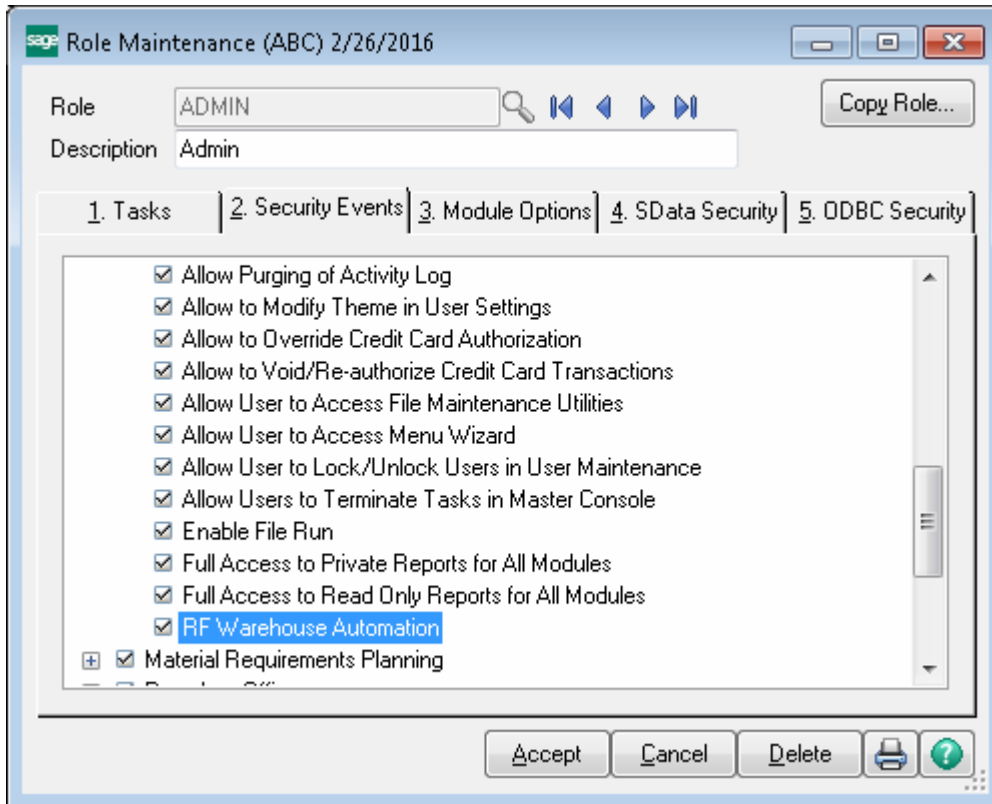 sage Role Maintenance (ABC) 2/26/2016
Role ADMIN Copy Role...
Description Admin
1. Tasks 2. Security Events 3. Module Options 4. SData Security 5. ODBC Security
Allow Purging of Activity Log
Allow to Modify Theme in User Settings
Allow to Override Credit Card Authorization
Allow to Void/Re-authorize Credit Card Transactions
Allow User to Access File Maintenance Utilities
Allow User to Access Menu Wizard
Allow User to Lock/Unlock Users in User Maintenance
Allow Users to Terminate Tasks in Master Console
Enable File Run
Full Access to Private Reports for All Modules
Full Access to Read Only Reports for All Modules
RF Warehouse Automation
Material Requirements Planning
Accept Cancel Delete